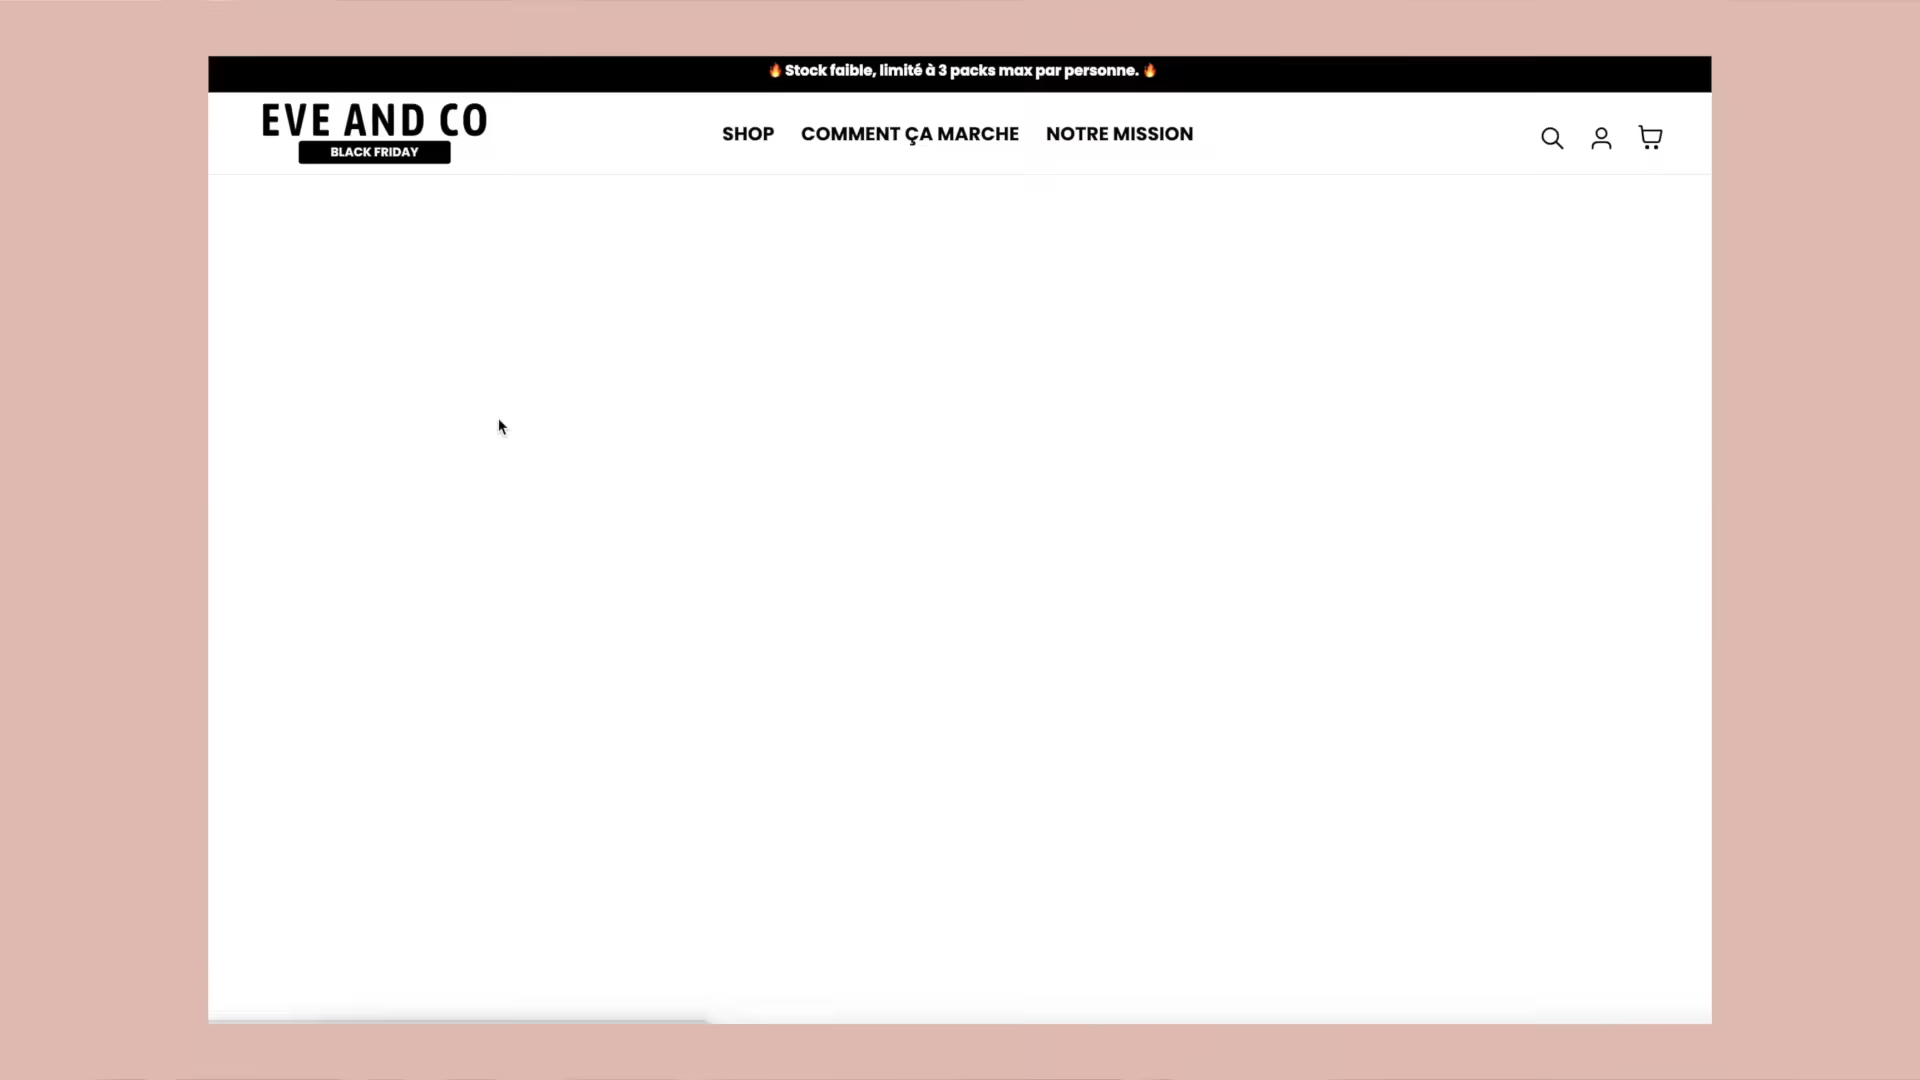 🔥 Stock faible, limité à 3 packs max par personne. 🔥
EVE AND CO
BLACK FRIDAY
SHOP COMMENT ÇA MARCHE NOTRE MISSION